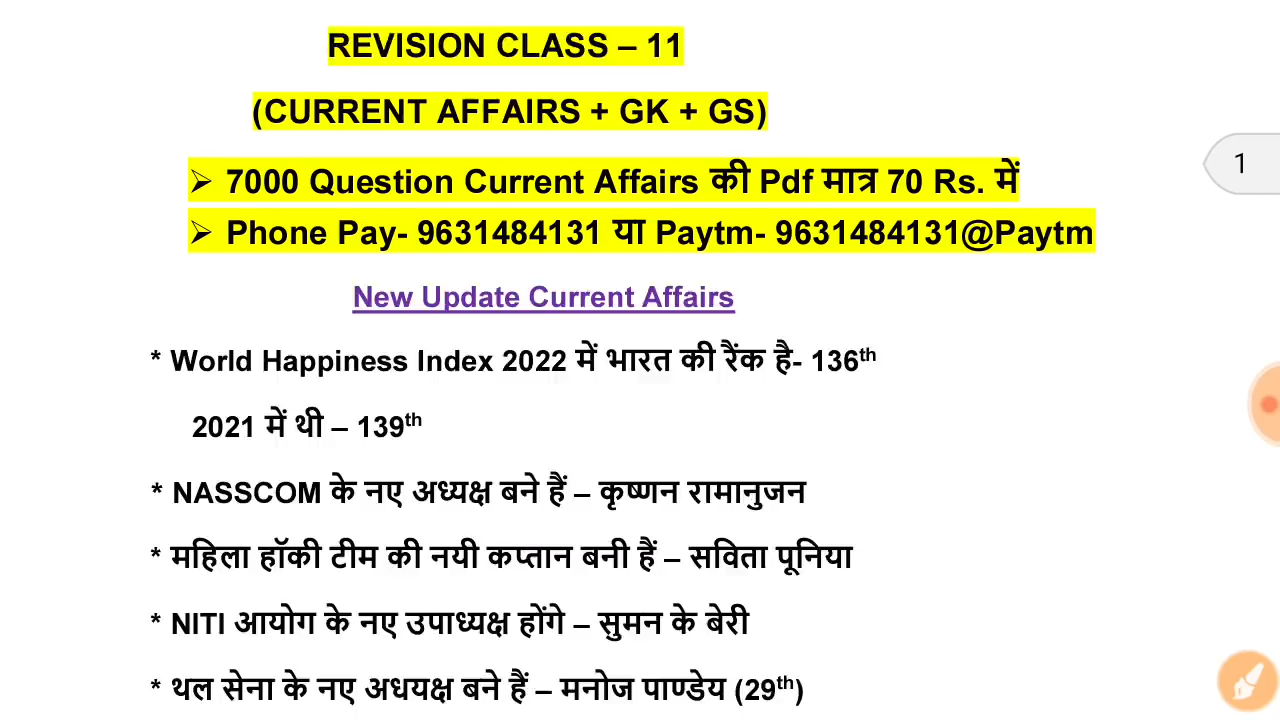 REVISION CLASS – 11
(CURRENT AFFAIRS + GK + GS)
➢ 7000 Question Current Affairs की Pdf मात्र 70 Rs. में
➢ Phone Pay- 9631484131 या Paytm- 9631484131@Paytm
1
New Update Current Affairs
* World Happiness Index 2022 में भारत की रैंक है- 136th
2021 में थी – 139th
* NASSCOM के नए अध्यक्ष बने हैं – कृष्णन रामानुजन
* महिला हॉकी टीम की नयी कप्तान बनी हैं – सविता पूनिया
* NITI आयोग के नए उपाध्यक्ष होंगे – सुमन के बेरी
* थल सेना के नए अधयक्ष बने हैं – मनोज पाण्डेय (29th)